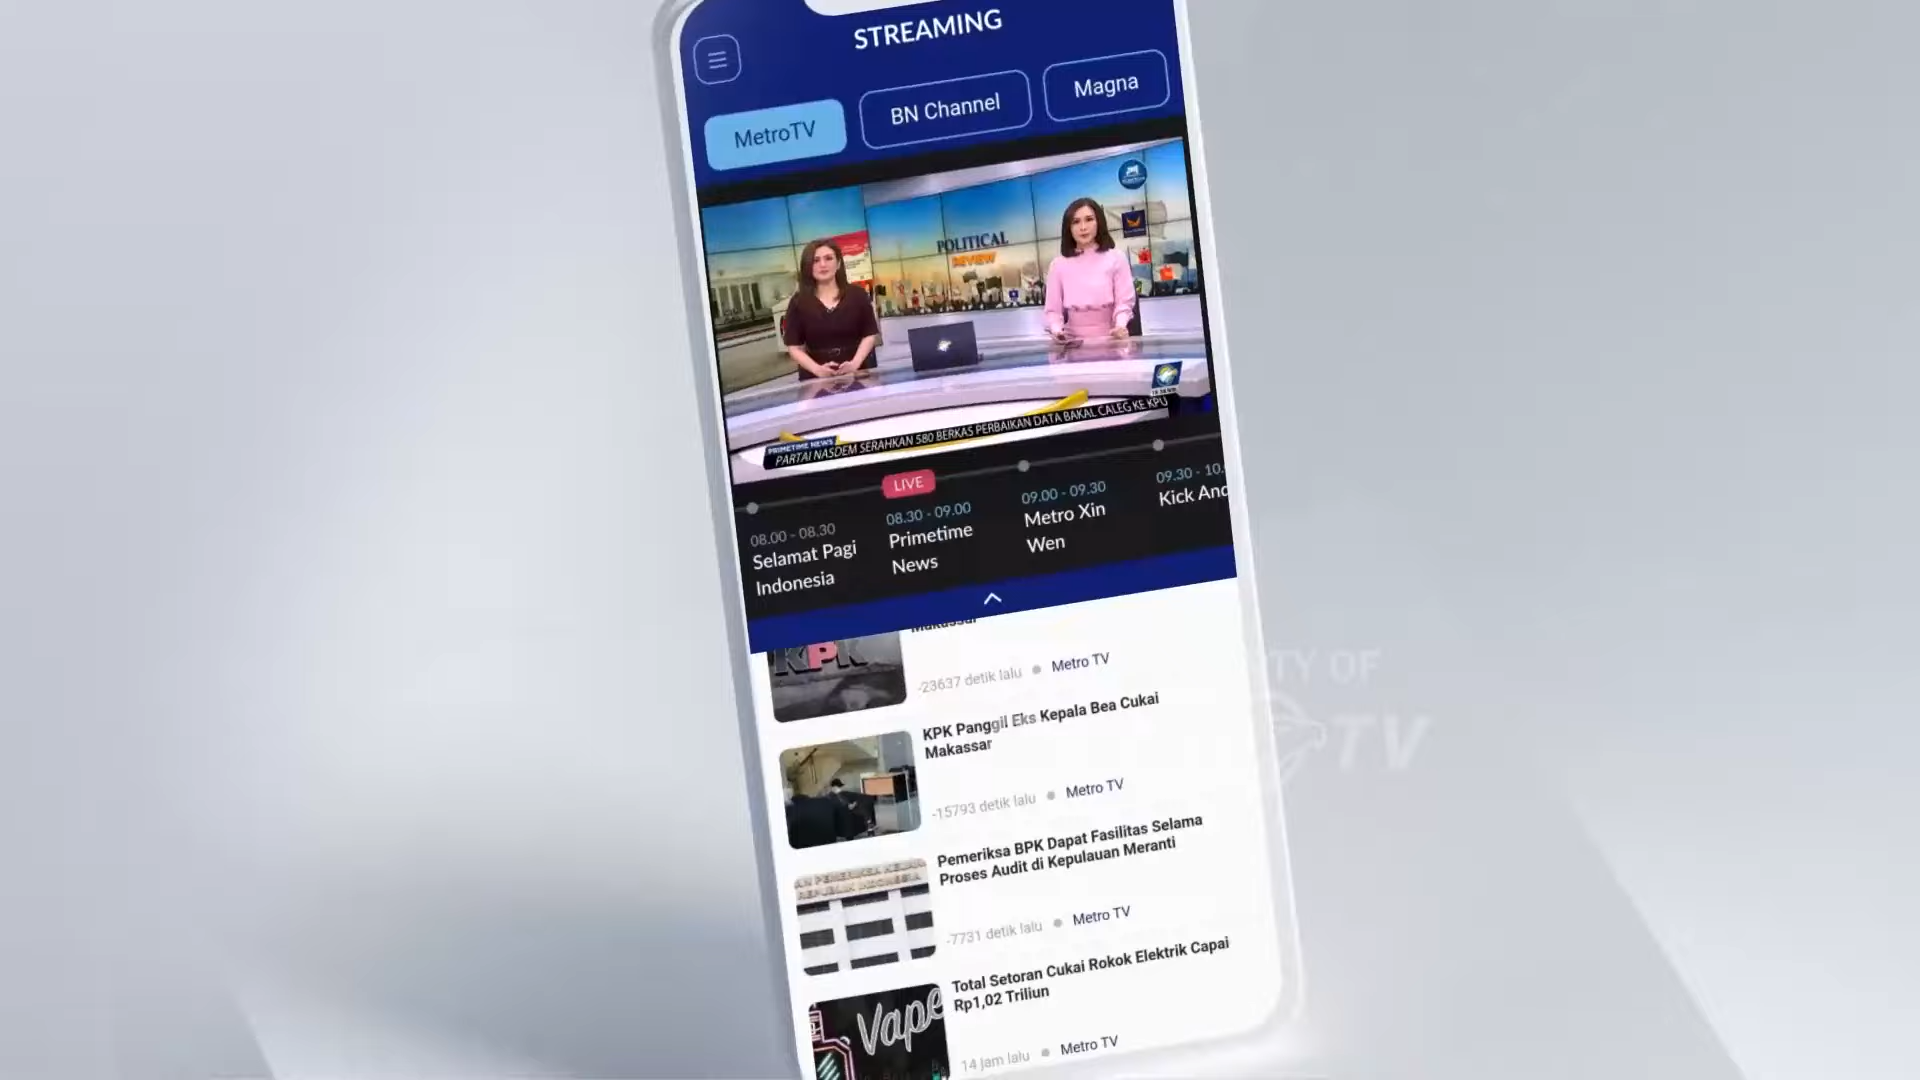 STREAMING
MetroTV
BN Channel
Magna
POLITICAL
REVIEW
PRIMETIME NEWS
PARTAI NASDEM SERAHKAN 580 BERKAS PERBAIKAN DATA BAKAL CALEG KE KPU
LIVE
08.00 - 08.30
Selamat Pagi
Indonesia
08.30 - 09.00
Primetime
News
09.00 - 09.30
Metro Xin
Wen
09.30 - 10.
Kick And
Makassar
KPK
-23637 detik lalu
Metro TV
KPK Panggil Eks Kepala Bea Cukai
Makassar
-15793 detik lalu
Metro TV
Pemeriksa BPK Dapat Fasilitas Selama
Proses Audit di Kepulauan Meranti
AN PEMERIKSA KEUAN
REPUBLIK INDONESIA
-7731 detik lalu
Metro TV
Total Setoran Cukai Rokok Elektrik Capai
Rp1,02 Triliun
Vape
14 jam lalu
Metro TV
TY OF
TV